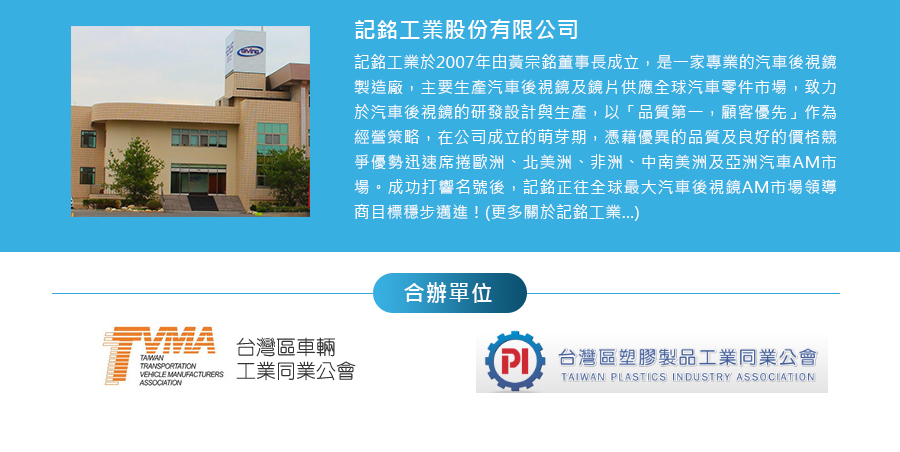 記銘工業股份有限公司
記銘工業於2007年由黃宗銘董事長成立，是一家專業的汽車後視鏡
製造廠，主要生產汽車後視鏡及鏡片供應全球汽車零件市場，致力
於汽車後視鏡的研發設計與生產，以「品質第一，顧客優先」作為
經營策略，在公司成立的萌芽期，憑藉優異的品質及良好的價格競
爭優勢迅速席捲歐洲、北美洲、非洲、中南美洲及亞洲汽車AM市
場。成功打響名號後，記銘正往全球最大汽車後視鏡AM市場領導
商目標穩步邁進！(更多關於記銘工業...)
合辦單位
TVMA
TAIWAN
TRANSPORTATION
VEHICLE MANUFACTURERS
ASSOCIATION
台灣區車輛
工業同業公會
PI
台灣區塑膠製品工業同業公會
TAIWAN PLASTICS INDUSTRY ASSOCIATION